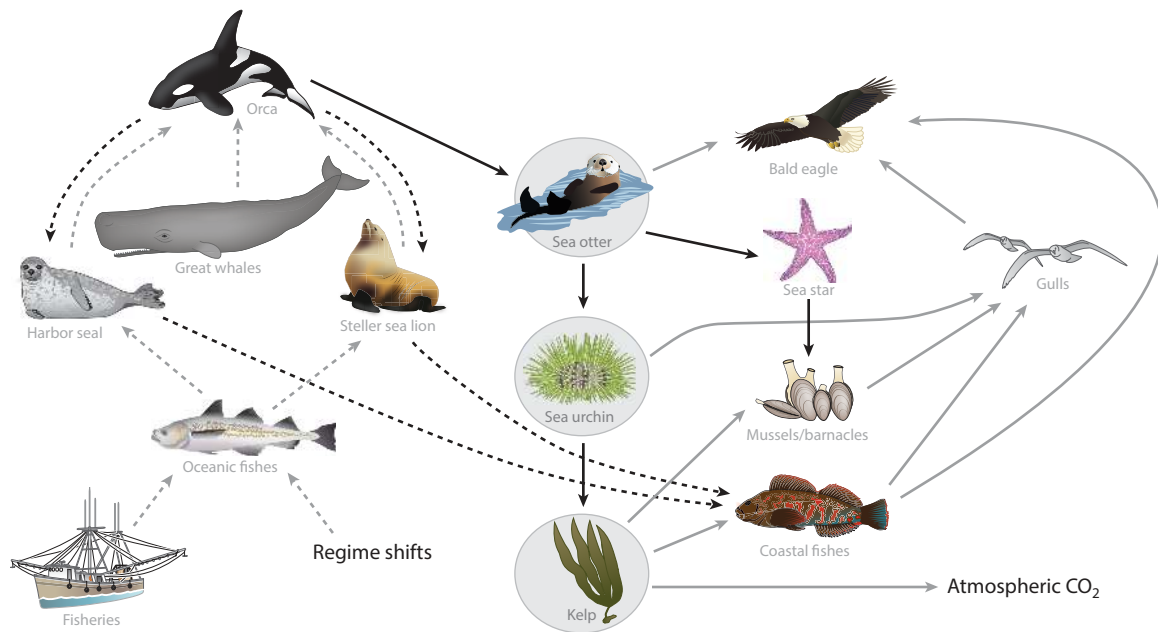 Orca
Bald eagle
Great whales
Sea otter
Sea star
Gulls
Harbor seal
Steller sea lion
Sea urchin
Mussels/barnacles
Oceanic fishes
Regime shifts
Coastal fishes
Fisheries
Kelp
Atmospheric CO₂